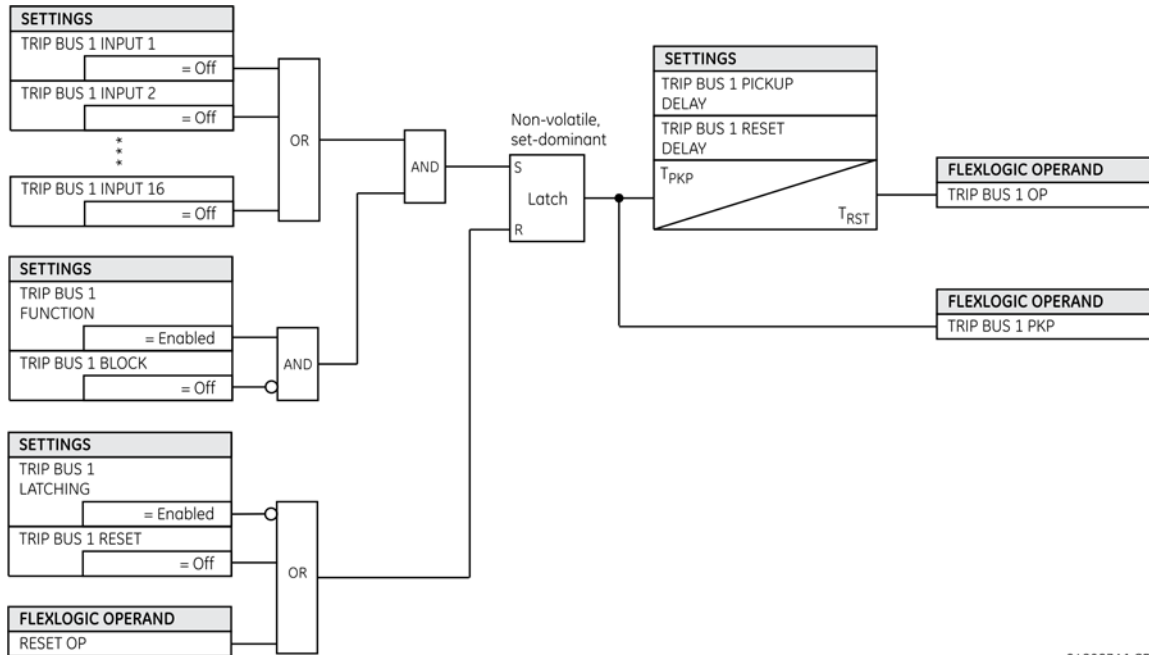 SETTINGS
TRIP BUS 1 INPUT 1
= Off
TRIP BUS 1 INPUT 2
= Off
* * *
TRIP BUS 1 INPUT 16
= Off
OR
SETTINGS
TRIP BUS 1
FUNCTION
= Enabled
TRIP BUS 1 BLOCK
= Off
AND
AND
SETTINGS
TRIP BUS 1
LATCHING
= Enabled
TRIP BUS 1 RESET
= Off
FLEXLOGIC OPERAND
RESET OP
OR
Non-volatile,
set-dominant
S
Latch
R
SETTINGS
TRIP BUS 1 PICKUP
DELAY
TRIP BUS 1 RESET
DELAY
TPKP
TRST
FLEXLOGIC OPERAND
TRIP BUS 1 OP
FLEXLOGIC OPERAND
TRIP BUS 1 PKP